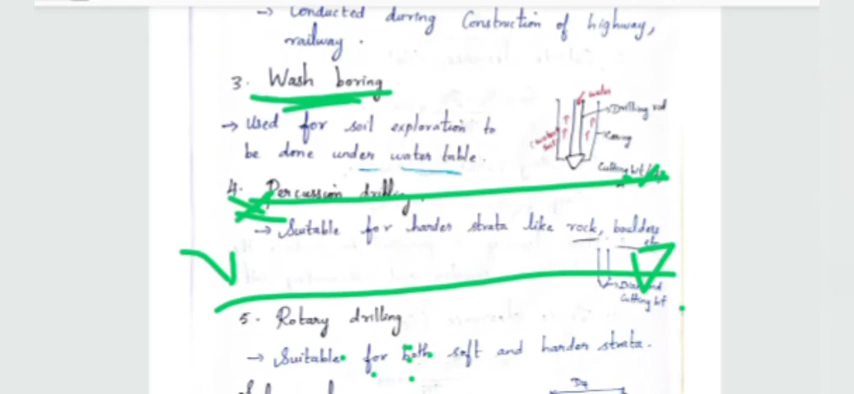 → Conducted during Construction of highway,
railway.
3. Wash boring
→ Used for soil exploration to
be done under water table.
water
Drilling rod
Casing
Cutting bit
4. Percussion drilling.
→ Suitable for harder strata like rock, boulders
etc
Diamond
Cutting bit
5. Rotary drilling
→ Suitable for both soft and harder strata.